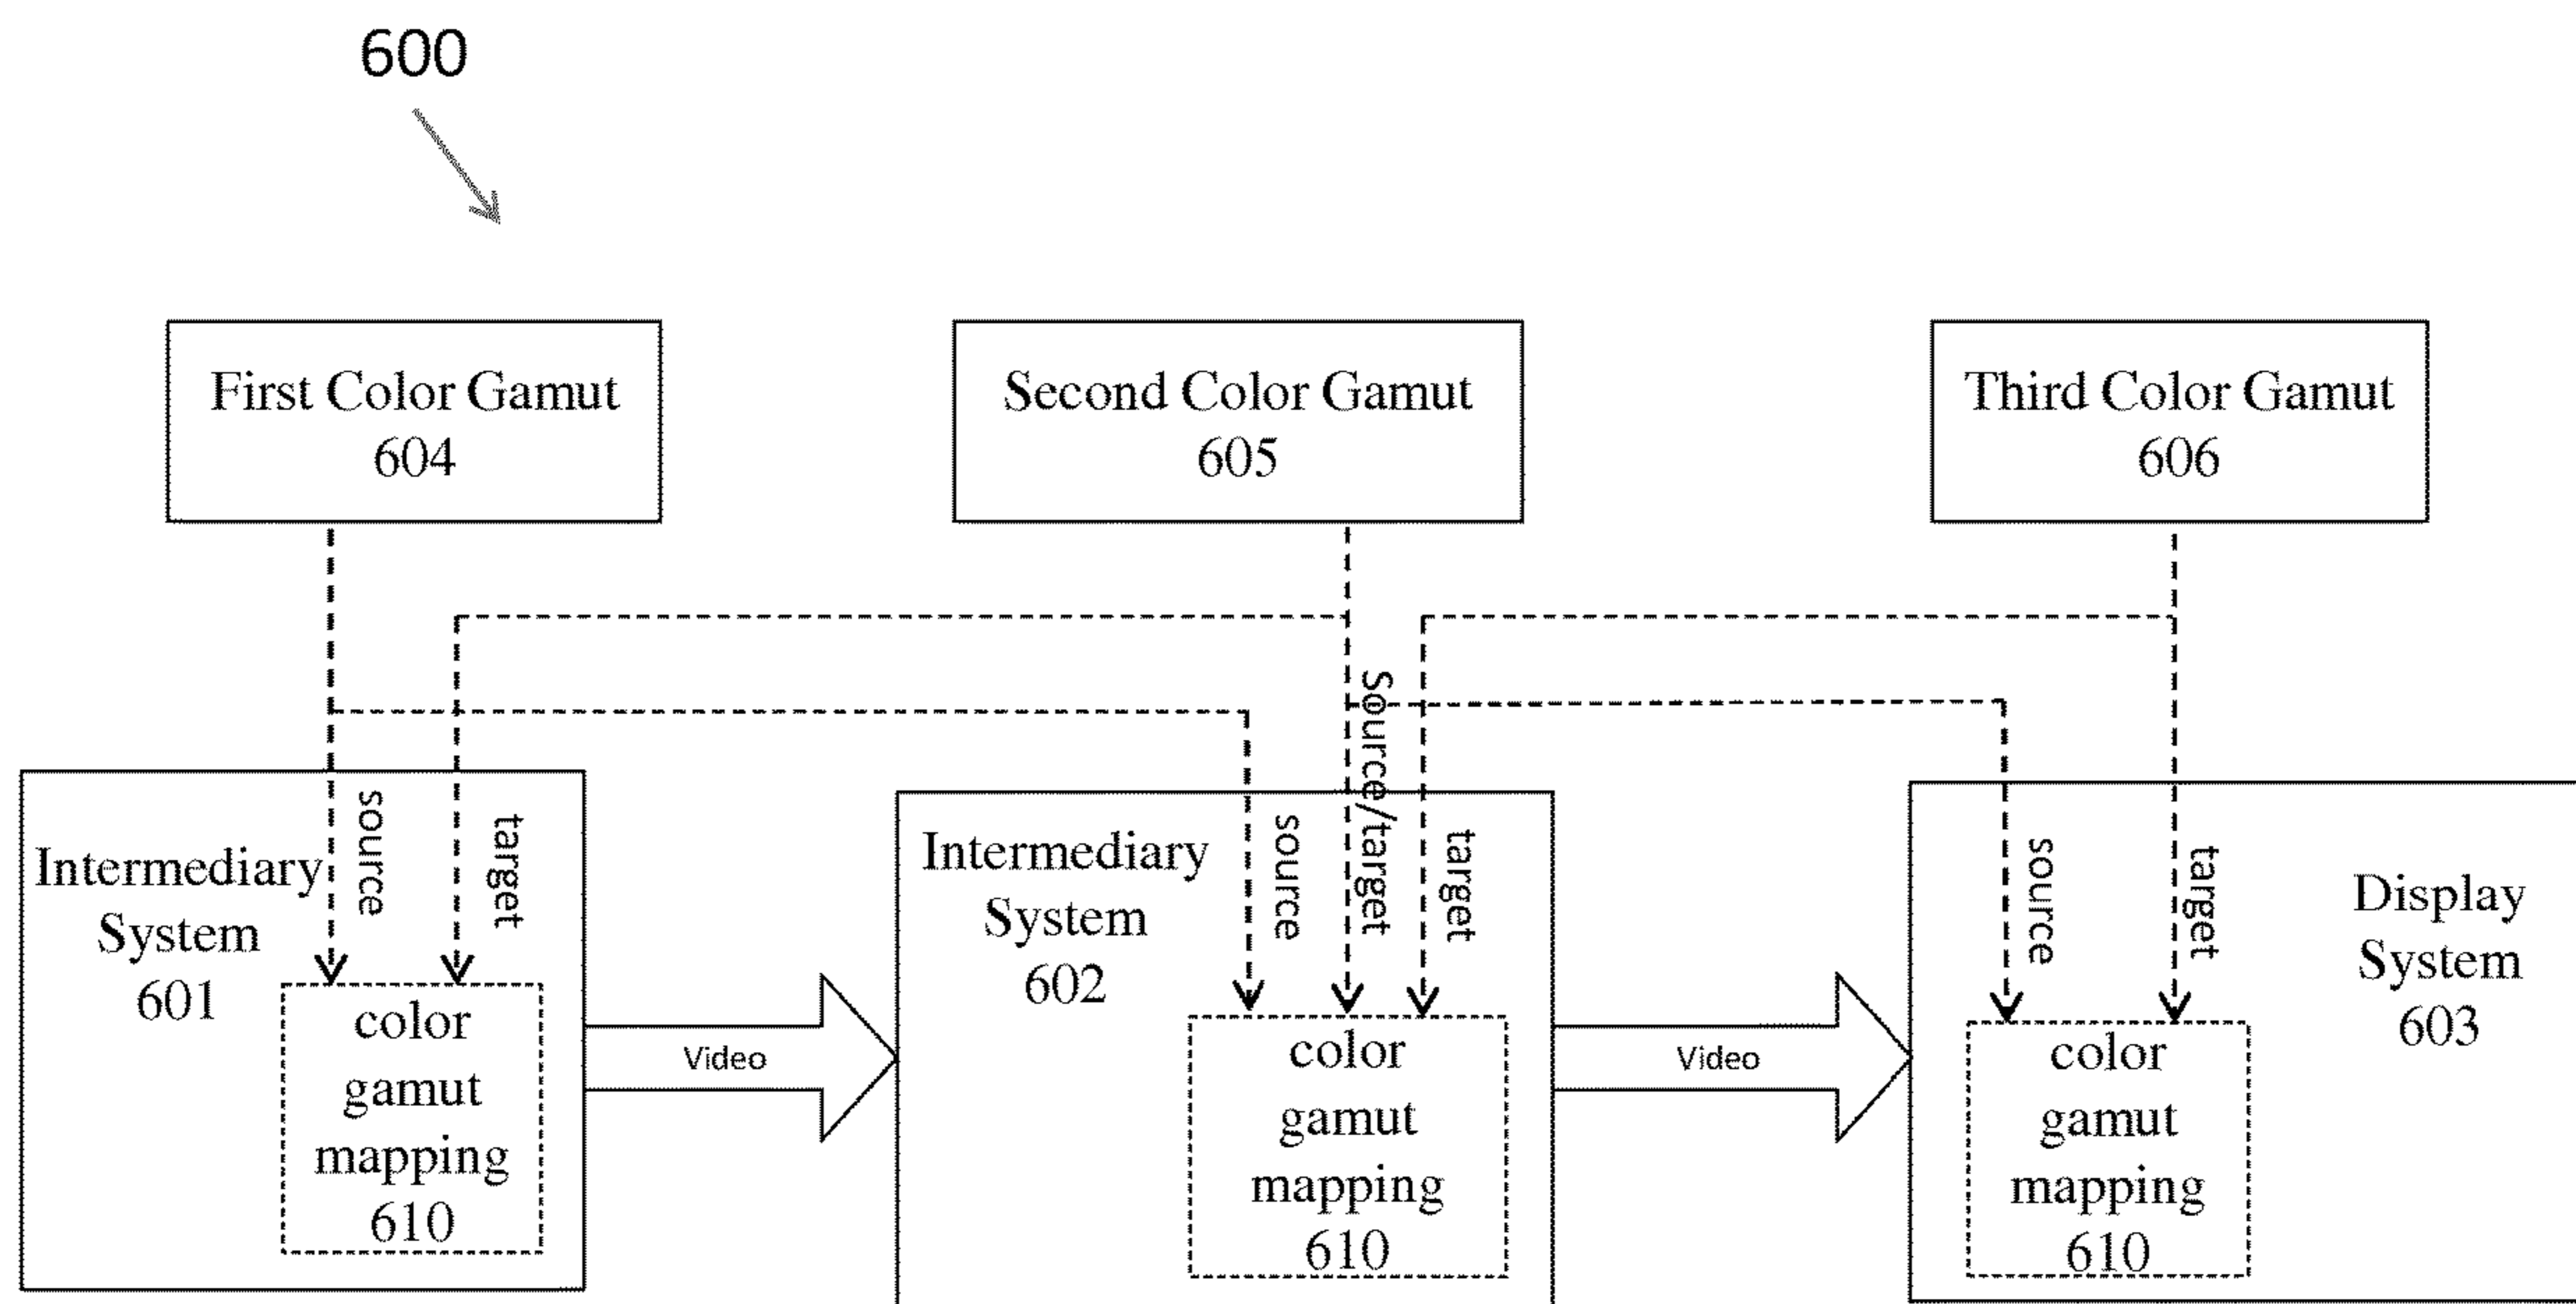 600
First Color Gamut
604
Second Color Gamut
605
Third Color Gamut
606
Intermediary
System
601
source
target
color
gamut
mapping
610
Video
Intermediary
System
602
source
Source/target
target
color
gamut
mapping
610
Video
source
target
Display
System
603
color
gamut
mapping
610